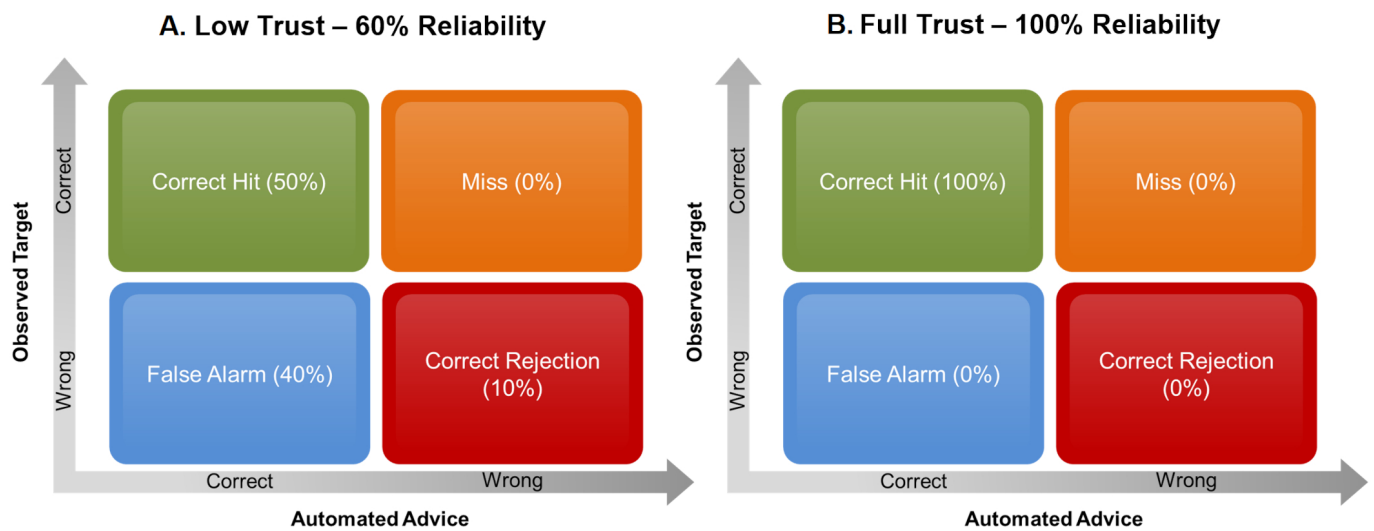 A. Low Trust – 60% Reliability
Observed Target
Correct
Wrong
Correct Hit (50%)
Miss (0%)
False Alarm (40%)
Correct Rejection
(10%)
Correct
Wrong
Automated Advice
B. Full Trust – 100% Reliability
Observed Target
Correct
Wrong
Correct Hit (100%)
Miss (0%)
False Alarm (0%)
Correct Rejection
(0%)
Correct
Wrong
Automated Advice